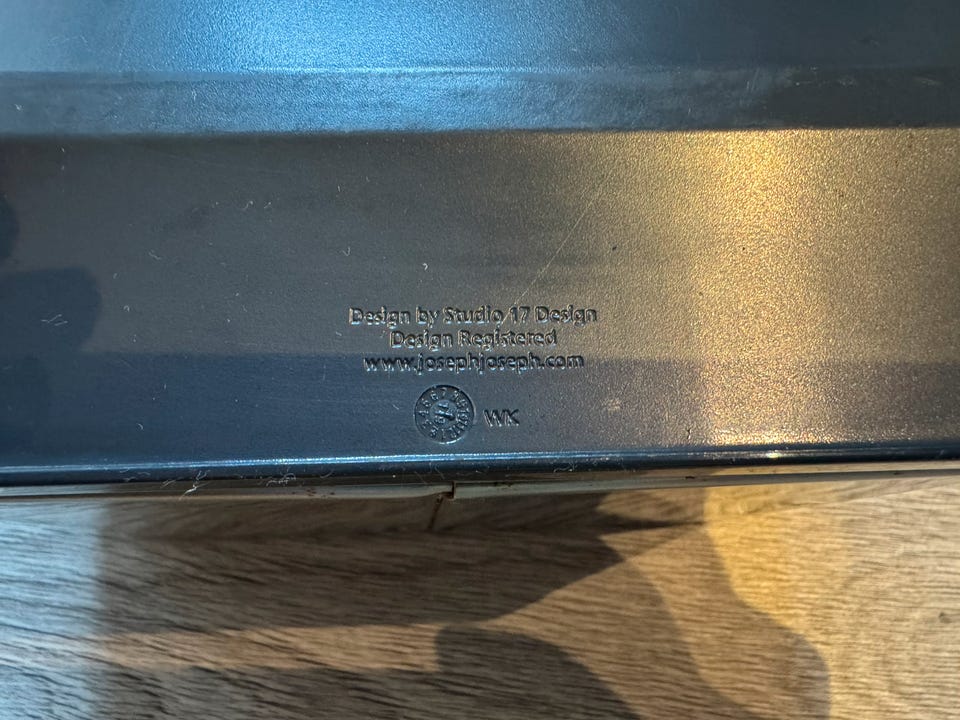 Design by Studio 17 Design
Design Registered
www.josephjoseph.com
WK